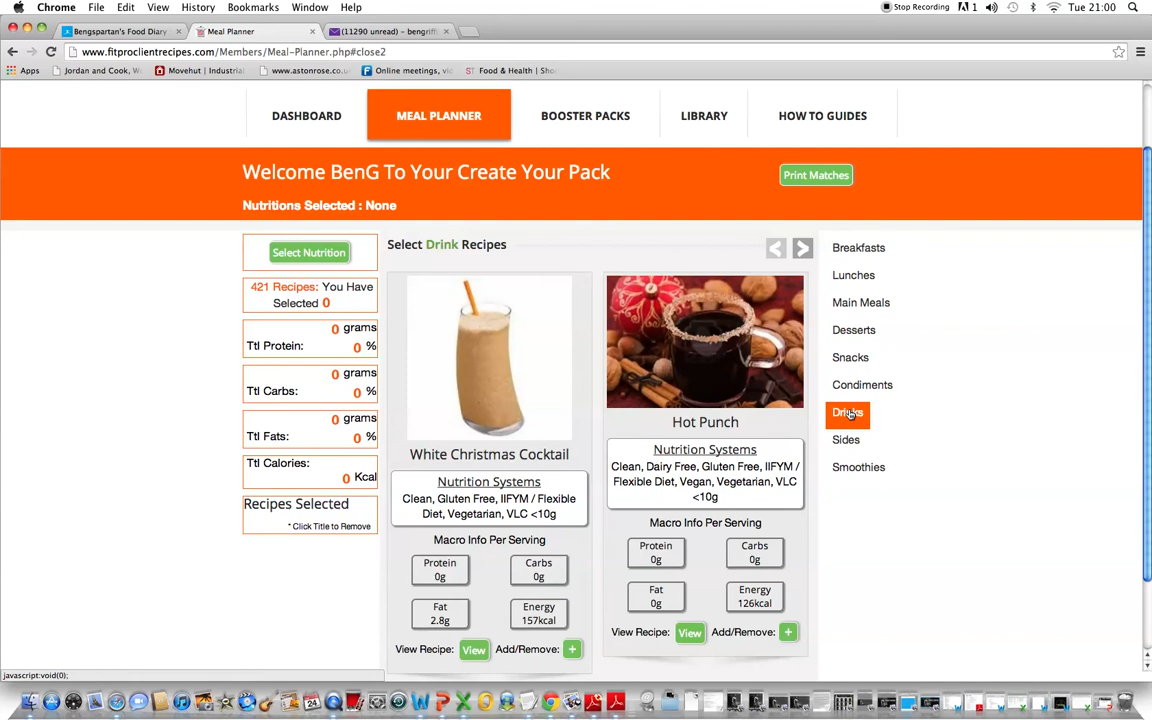 Chrome File Edit View History Bookmarks Window Help Stop Recording 1 Tue 21:00
Bengspartan's Food Diary Meal Planner (11290 unread) - bengriff
www.fitproclientrecipes.com/Members/Meal-Planner.php#close2
Apps Jordan and Cook, W Movehut | Industrial www.astonrose.co.u Online meetings, vi ST Food & Health | Sho
DASHBOARD MEAL PLANNER BOOSTER PACKS LIBRARY HOW TO GUIDES
Welcome BenG To Your Create Your Pack Print Matches
Nutritions Selected : None
Select Nutrition
421 Recipes: You Have
Selected 0
0 grams
Ttl Protein: 0 %
0 grams
Ttl Carbs: 0 %
0 grams
Ttl Fats: 0 %
Ttl Calories:
0 Kcal
Recipes Selected
* Click Title to Remove
Select Drink Recipes
< >
White Christmas Cocktail
Nutrition Systems
Clean, Gluten Free, IIFYM / Flexible
Diet, Vegetarian, VLC <10g
Macro Info Per Serving
Protein Carbs
0g 0g
Fat Energy
2.8g 157kcal
View Recipe: View Add/Remove: +
Hot Punch
Nutrition Systems
Clean, Dairy Free, Gluten Free, IIFYM /
Flexible Diet, Vegan, Vegetarian, VLC
<10g
Macro Info Per Serving
Protein Carbs
0g 0g
Fat Energy
0g 126kcal
View Recipe: View Add/Remove: +
Breakfasts
Lunches
Main Meals
Desserts
Snacks
Condiments
Drinks
Sides
Smoothies
javascript:void(0);
24